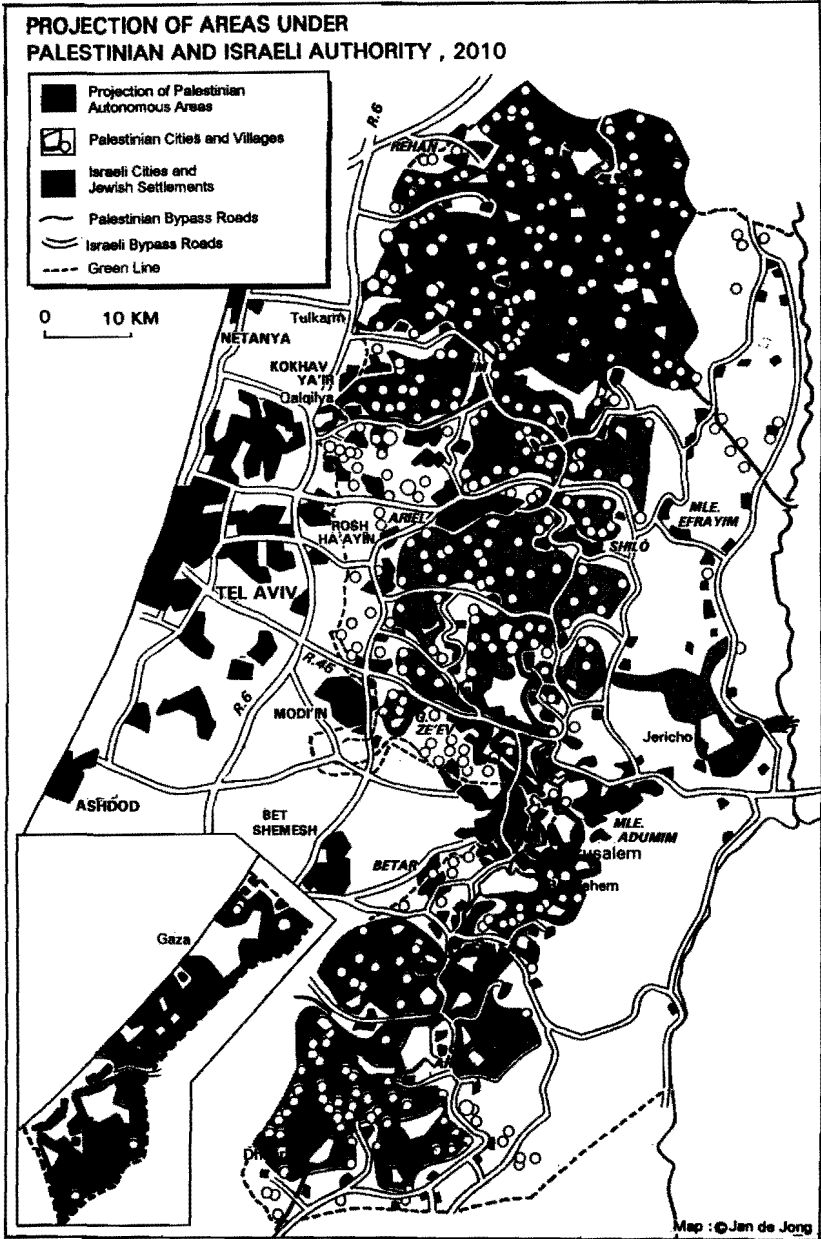 PROJECTION OF AREAS UNDER
PALESTINIAN AND ISRAELI AUTHORITY , 2010
Projection of Palestinian
Autonomous Areas
Palestinian Cities and Villages
Israeli Cities and
Jewish Settlements
Palestinian Bypass Roads
Israeli Bypass Roads
Green Line
0 10 KM
R.6
REHAN
Tulkarm
NETANYA
KOKHAV
YA'IR
Qalqilya
ROSH
HA'AYIN
ARIEL
MLE.
EFRAYIM
SHILO
TEL AVIV
R.45
R.6
MODI'IN
ZE'EV
Jericho
ASHDOD
BET
SHEMESH
MLE.
ADUMIM
BETAR
Gaza
Map : © Jan de Jong